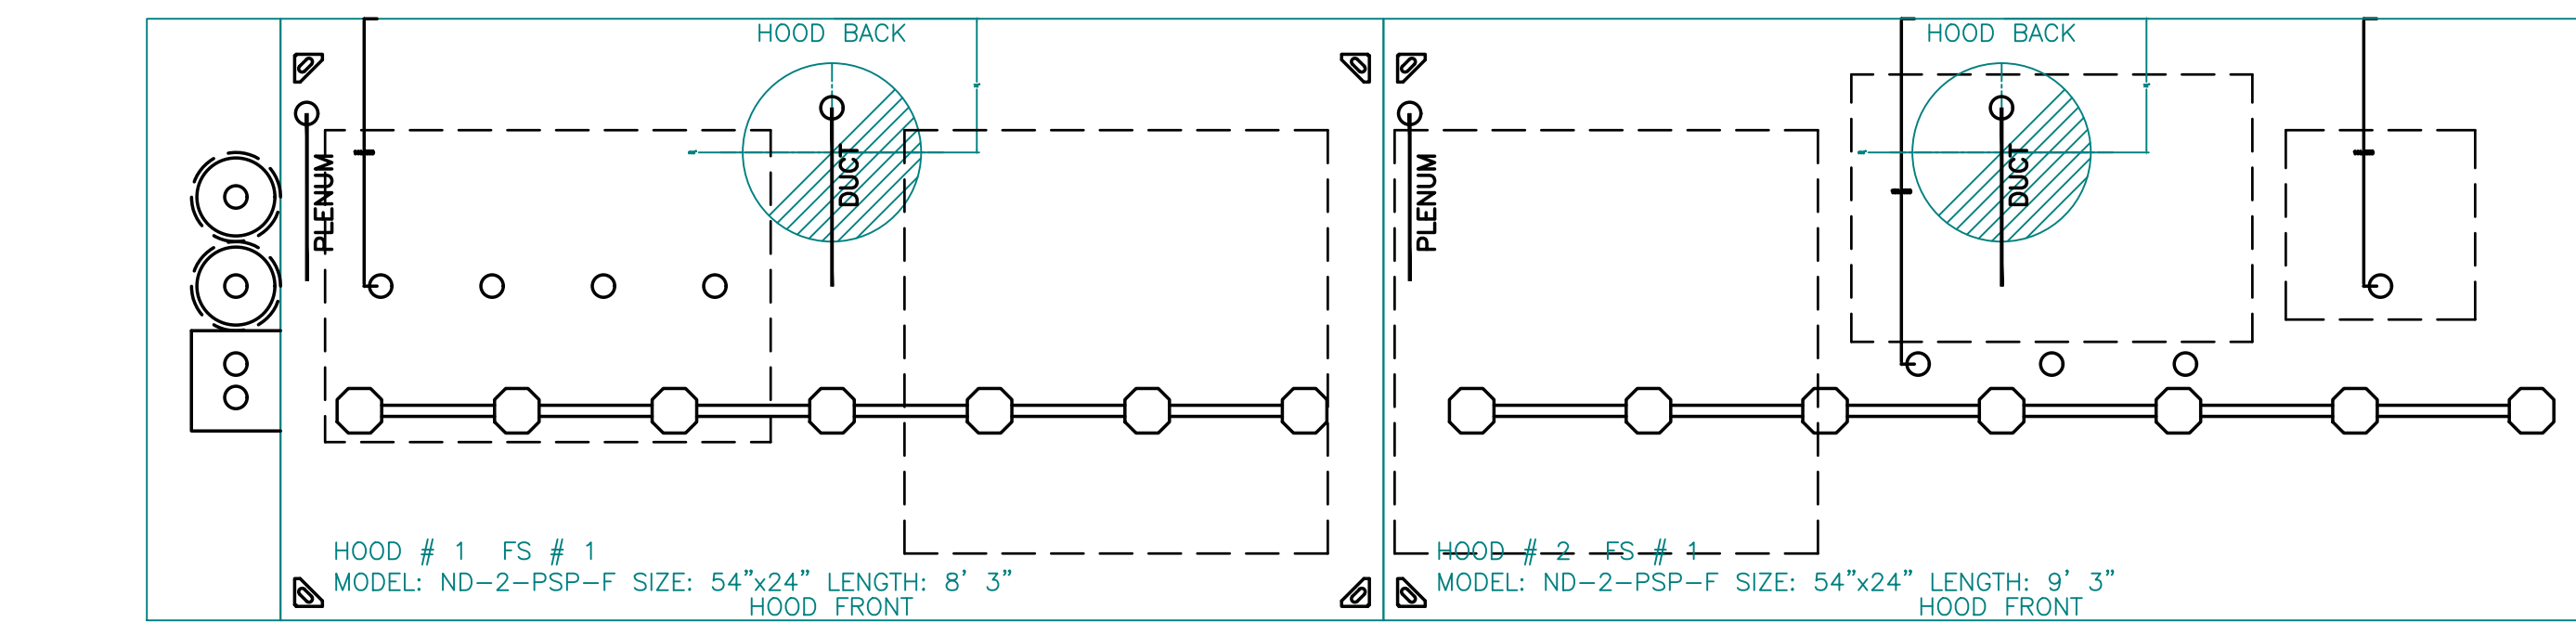 HOOD BACK
PLENUM
DUCT
HOOD # 1 FS # 1
MODEL: ND-2-PSP-F SIZE: 54”x24” LENGTH: 8’ 3”
HOOD FRONT
HOOD BACK
PLENUM
DUCT
HOOD # 2 FS # 1
MODEL: ND-2-PSP-F SIZE: 54”x24” LENGTH: 9’ 3”
HOOD FRONT